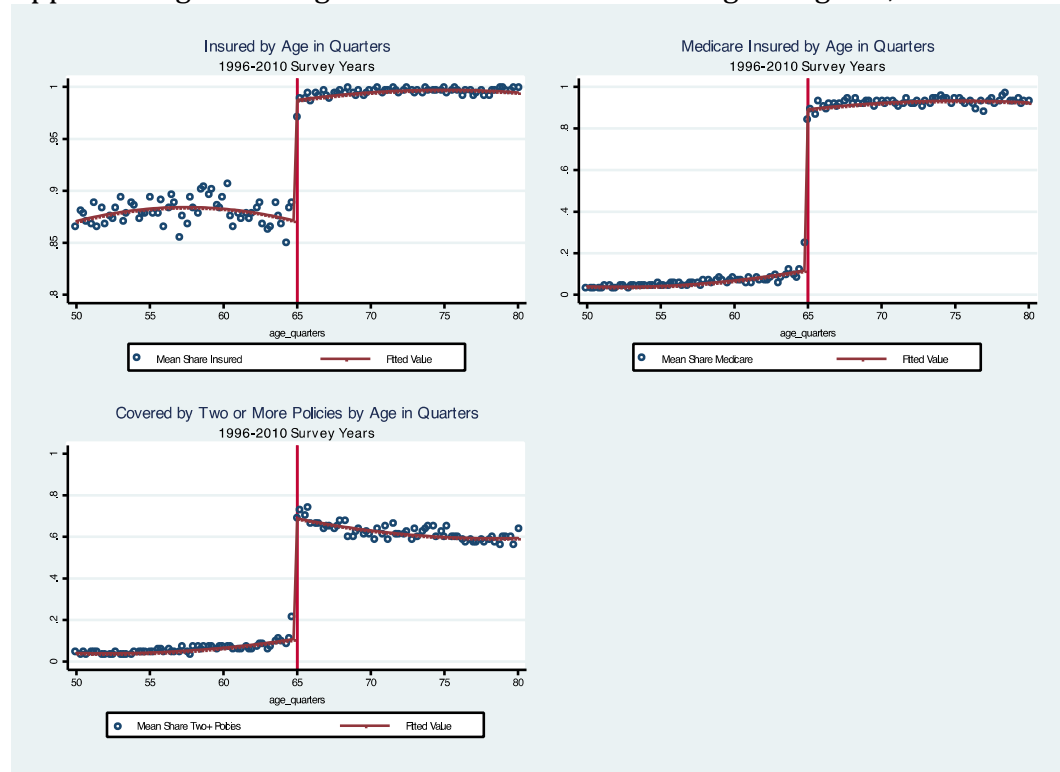 Insured by Age in Quarters
1996-2010 Survey Years
1
.95
.9
.85
.8
50 55 60 65 70 75 80
age_quarters
Mean Share Insured Fitted Value
Medicare Insured by Age in Quarters
1996-2010 Survey Years
1
.8
.6
.4
.2
0
50 55 60 65 70 75 80
age_quarters
Mean Share Medicare Fitted Value
Covered by Two or More Policies by Age in Quarters
1996-2010 Survey Years
1
.8
.6
.4
.2
0
50 55 60 65 70 75 80
age_quarters
Mean Share Two+ Policies Fitted Value